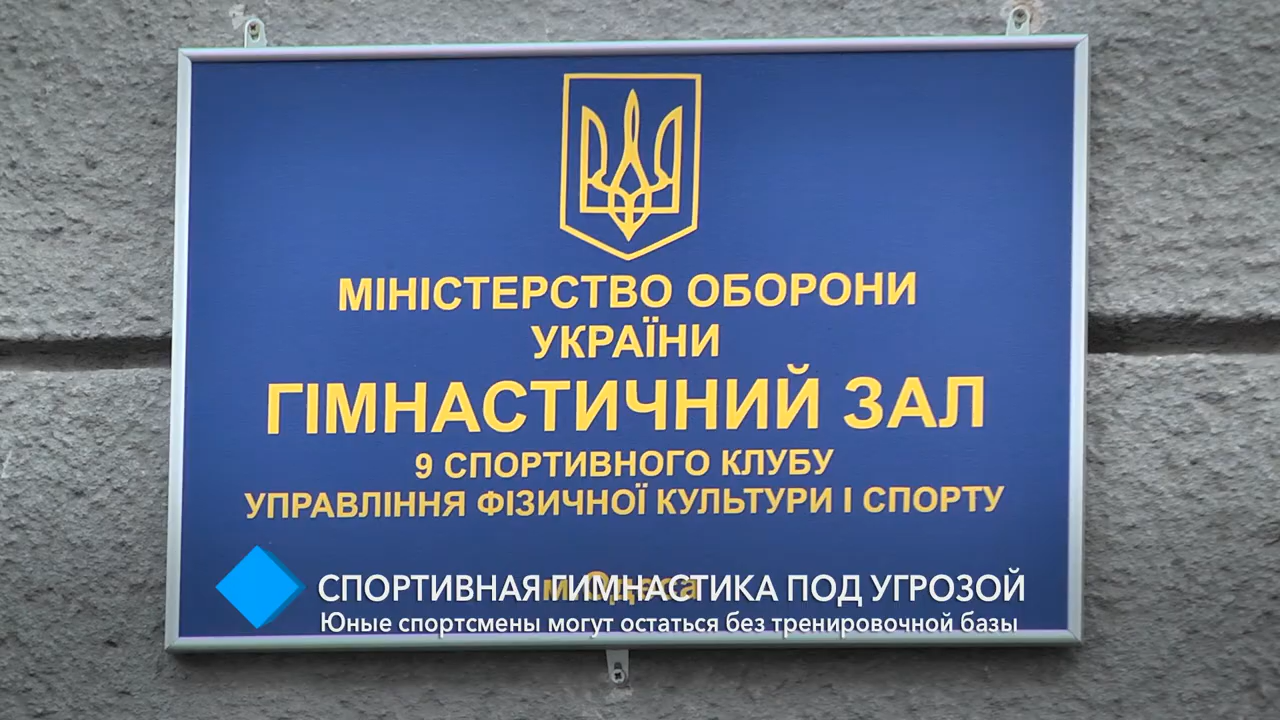 МІНІСТЕРСТВО ОБОРОНИ
УКРАЇНИ
ГІМНАСТИЧНИЙ ЗАЛ
9 СПОРТИВНОГО КЛУБУ
УПРАВЛІННЯ ФІЗИЧНОЇ КУЛЬТУРИ І СПОРТУ
м.Одеса
СПОРТИВНАЯ ГИМНАСТИКА ПОД УГРОЗОЙ
Юные спортсмены могут остаться без тренировочной базы